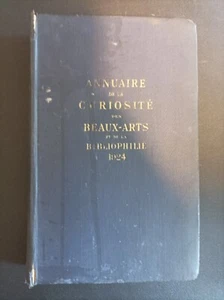 ANNUAIRE
DE LA
CURIOSITÉ
DES
BEAUX-ARTS
ET DE LA
BIBLIOPHILIE
1924